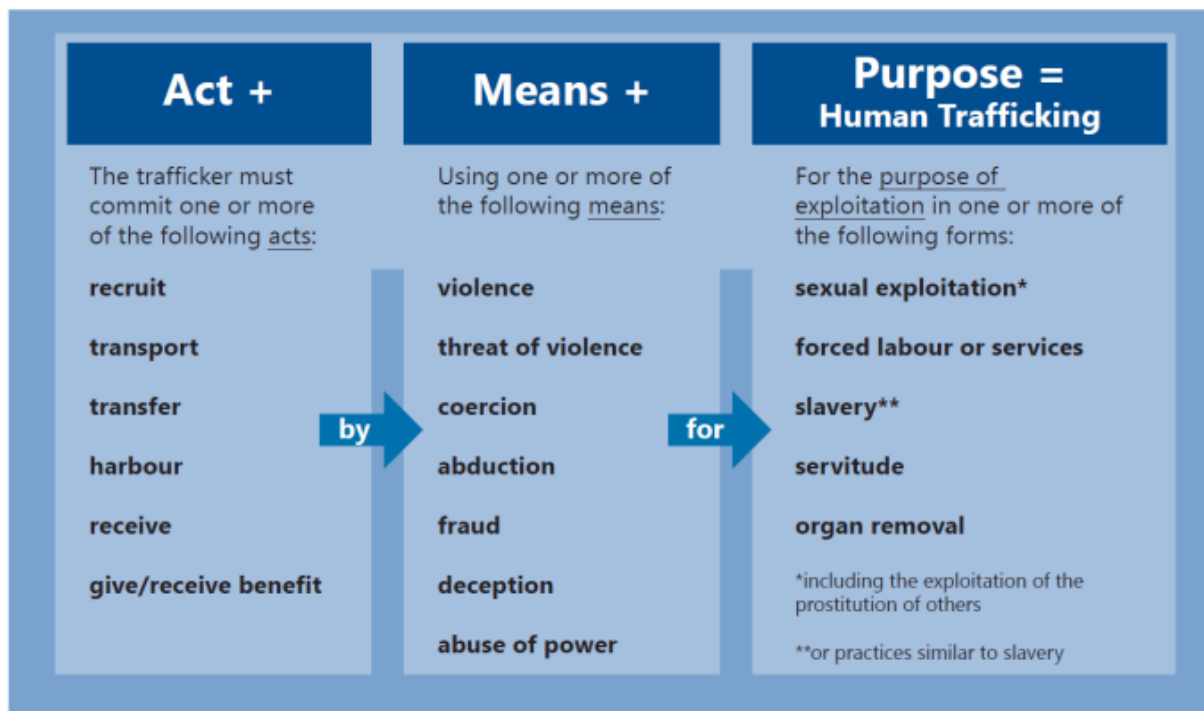 Act +
The trafficker must
commit one or more
of the following acts:
recruit
transport
transfer
harbour
receive
give/receive benefit
by
Means +
Using one or more of
the following means:
violence
threat of violence
coercion
abduction
fraud
deception
abuse of power
for
Purpose =
Human Trafficking
For the purpose of
exploitation in one or more of
the following forms:
sexual exploitation*
forced labour or services
slavery**
servitude
organ removal
*including the exploitation of the
prostitution of others
**or practices similar to slavery